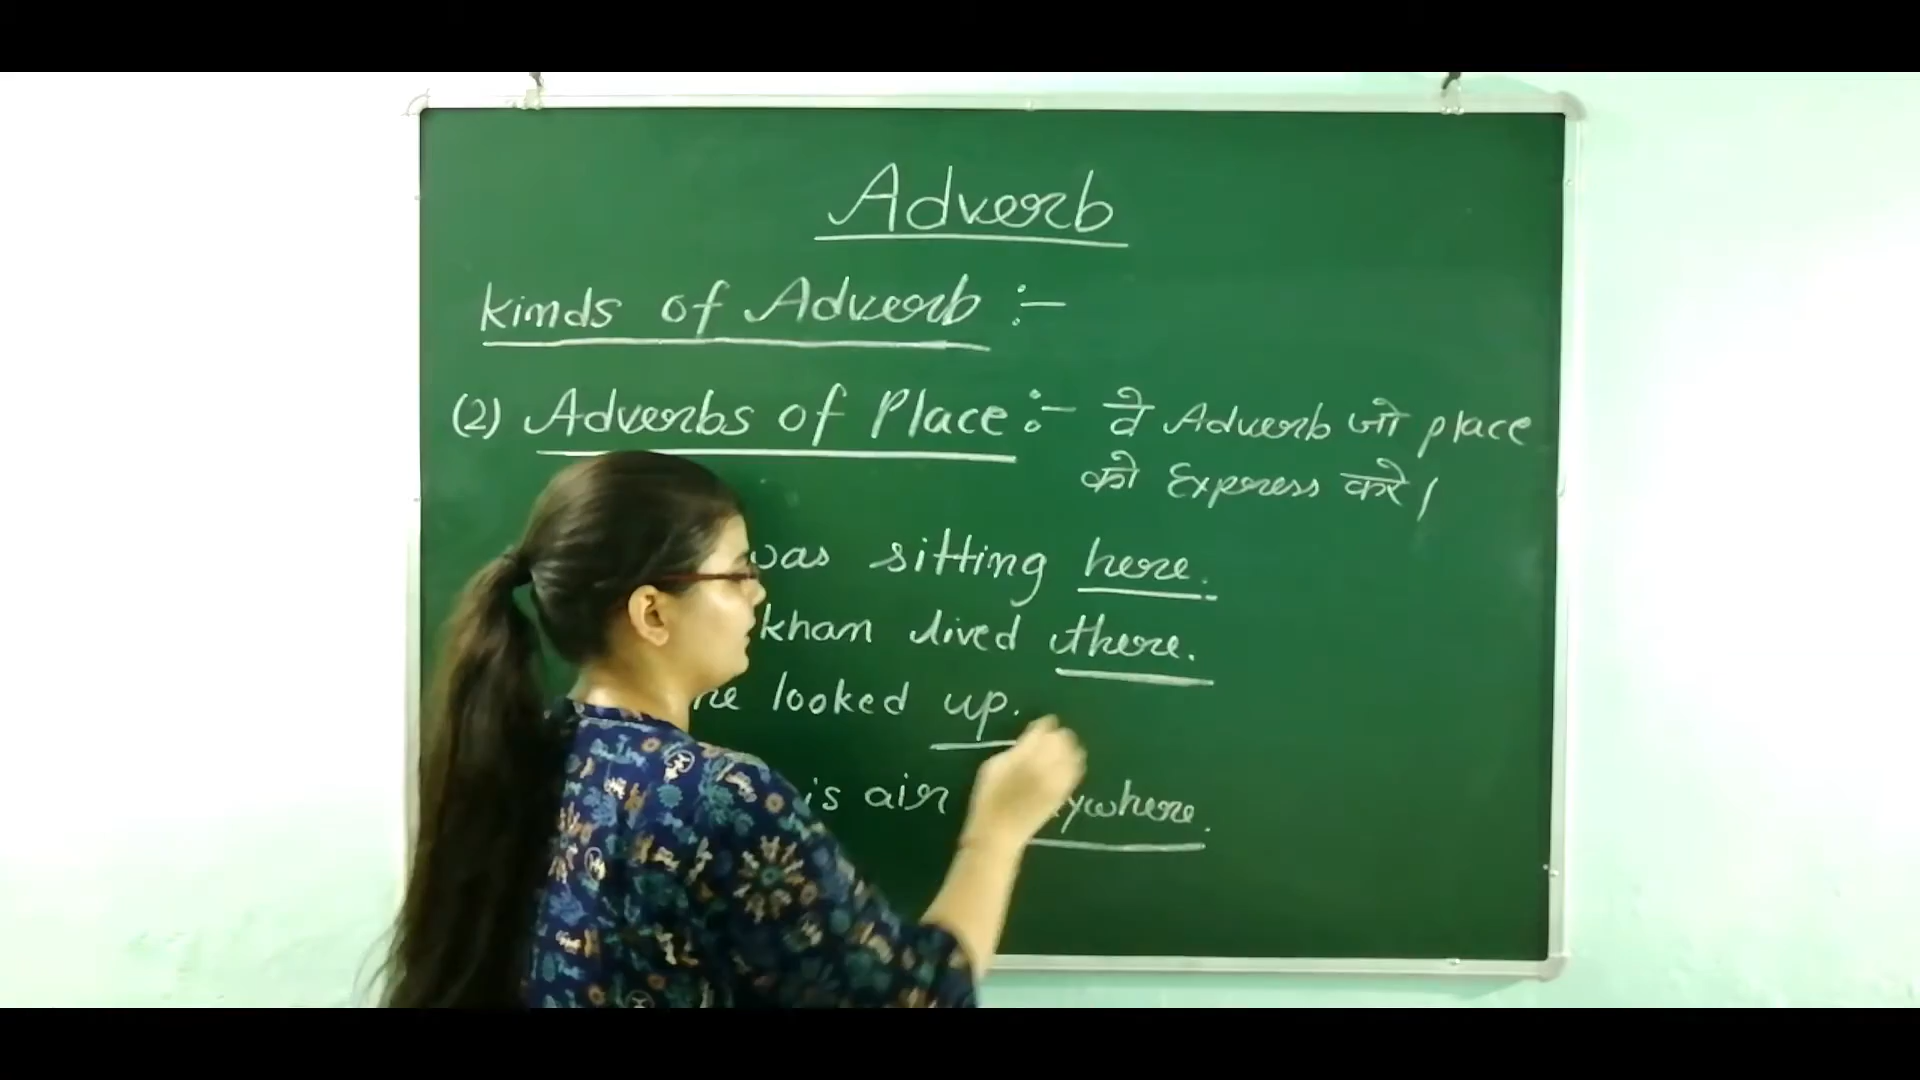 Adverb
kinds of Adverb :-
(2) Adverbs of Place :- वे Adverb जो place
को Express करे।
was sitting here.
lived there.
looked up.
is air